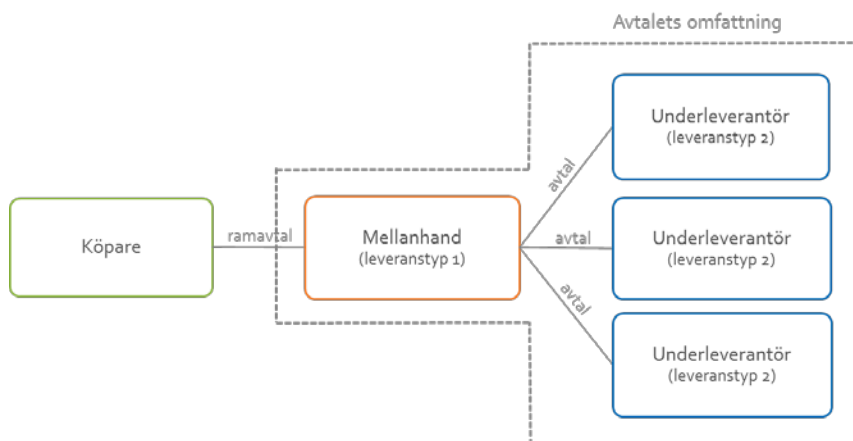 Avtalets omfattning
Underleverantör
(leveranstyp 2)
avtal
Köpare
ramavtal
Mellanhand
(leveranstyp 1)
avtal
Underleverantör
(leveranstyp 2)
avtal
Underleverantör
(leveranstyp 2)